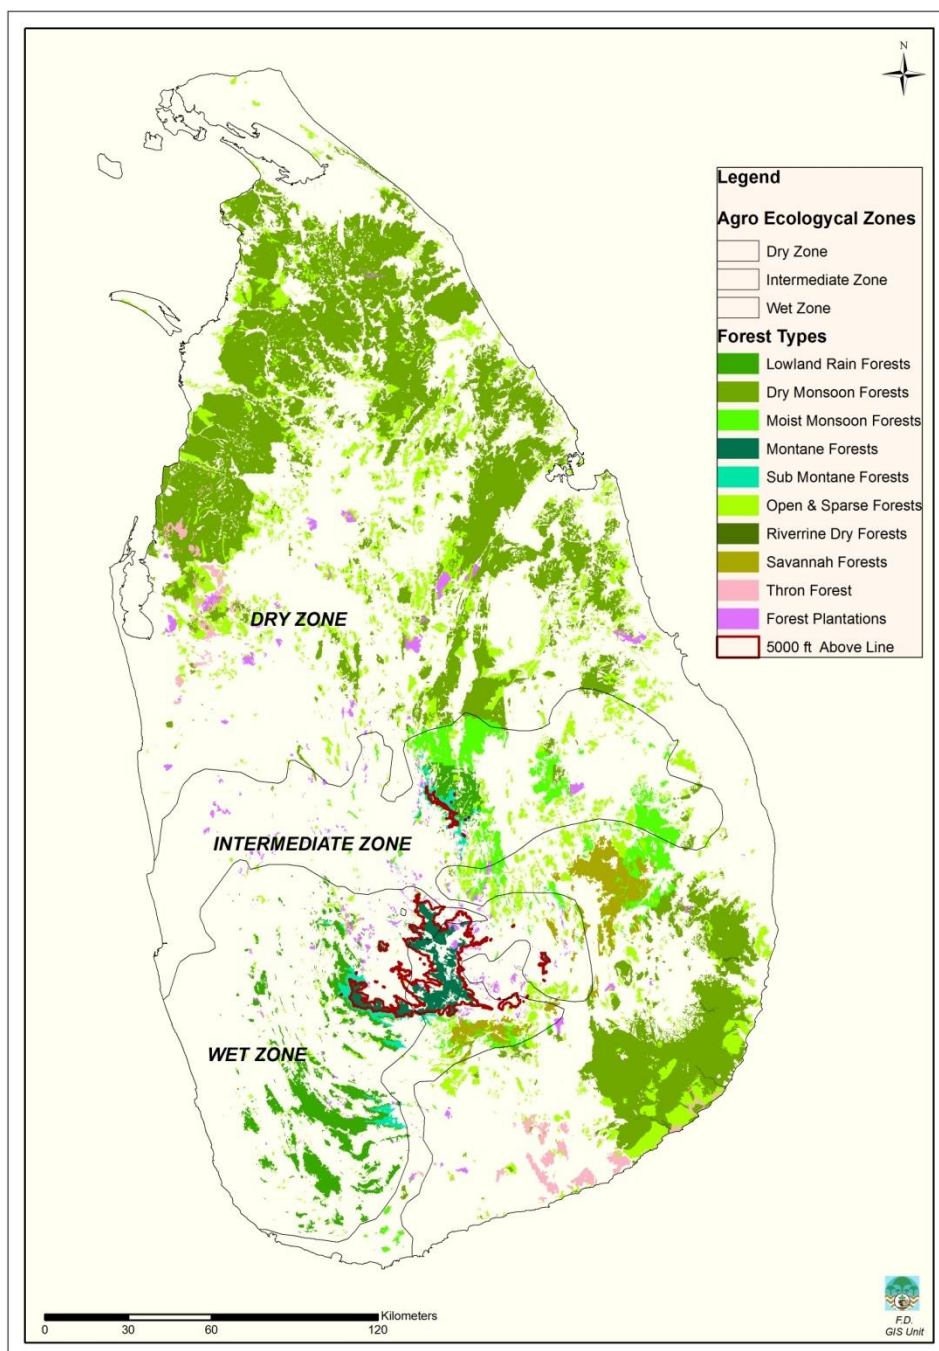 N
Legend
Agro Ecologycal Zones
Dry Zone
Intermediate Zone
Wet Zone
Forest Types
Lowland Rain Forests
Dry Monsoon Forests
Moist Monsoon Forests
Montane Forests
Sub Montane Forests
Open & Sparse Forests
Riverrine Dry Forests
Savannah Forests
Thron Forest
Forest Plantations
5000 ft Above Line
DRY ZONE
INTERMEDIATE ZONE
WET ZONE
Kilometers
0 30 60 120
F.D.
GIS Unit